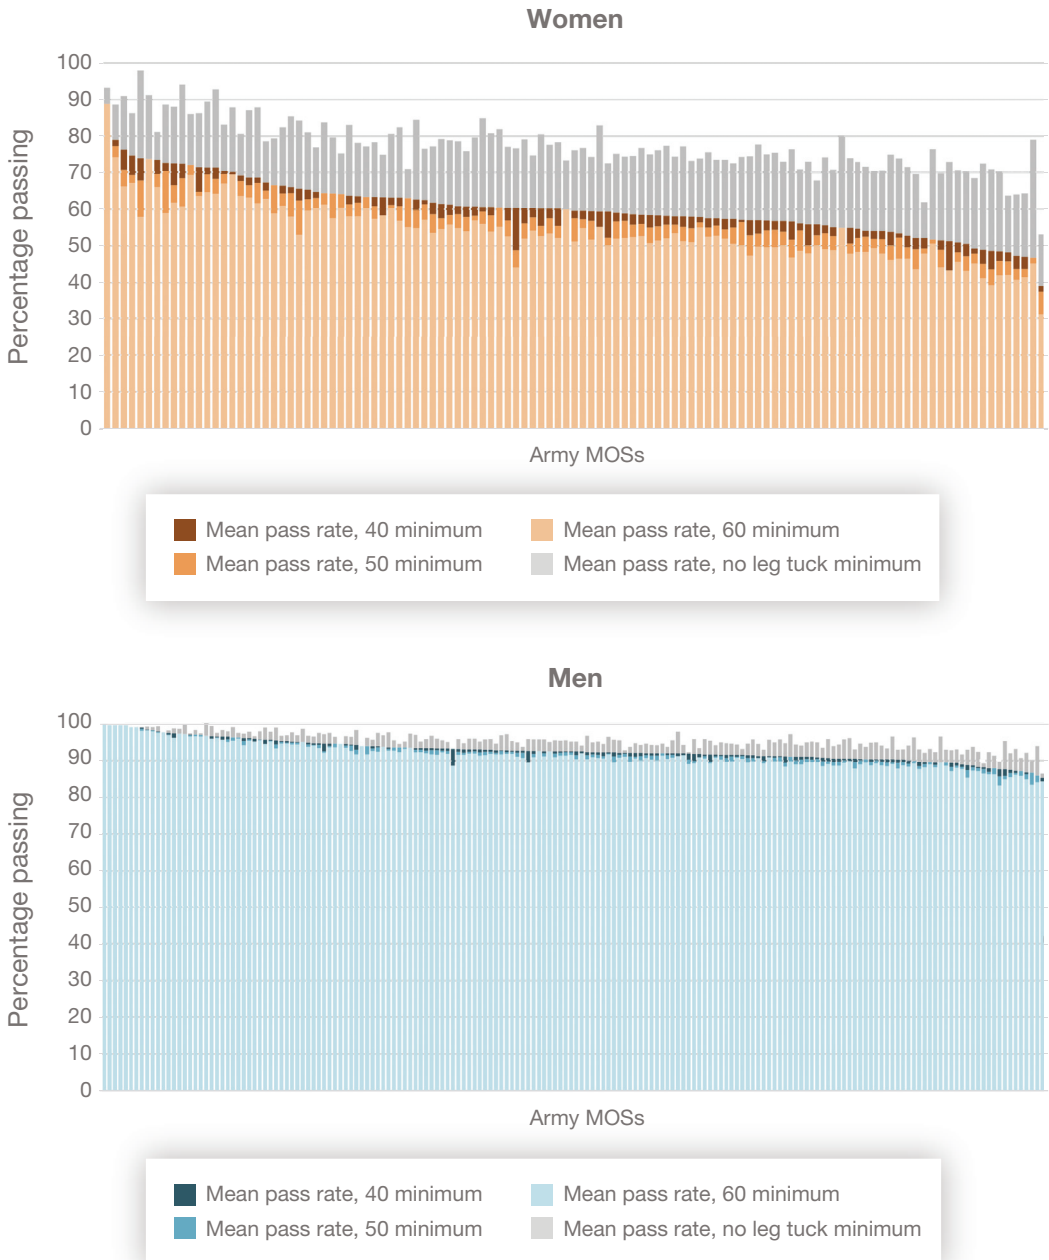 Women
Percentage passing
100
90
80
70
60
50
40
30
20
10
0
Army MOSs
Mean pass rate, 40 minimum
Mean pass rate, 60 minimum
Mean pass rate, 50 minimum
Mean pass rate, no leg tuck minimum
Men
Percentage passing
100
90
80
70
60
50
40
30
20
10
0
Army MOSs
Mean pass rate, 40 minimum
Mean pass rate, 60 minimum
Mean pass rate, 50 minimum
Mean pass rate, no leg tuck minimum